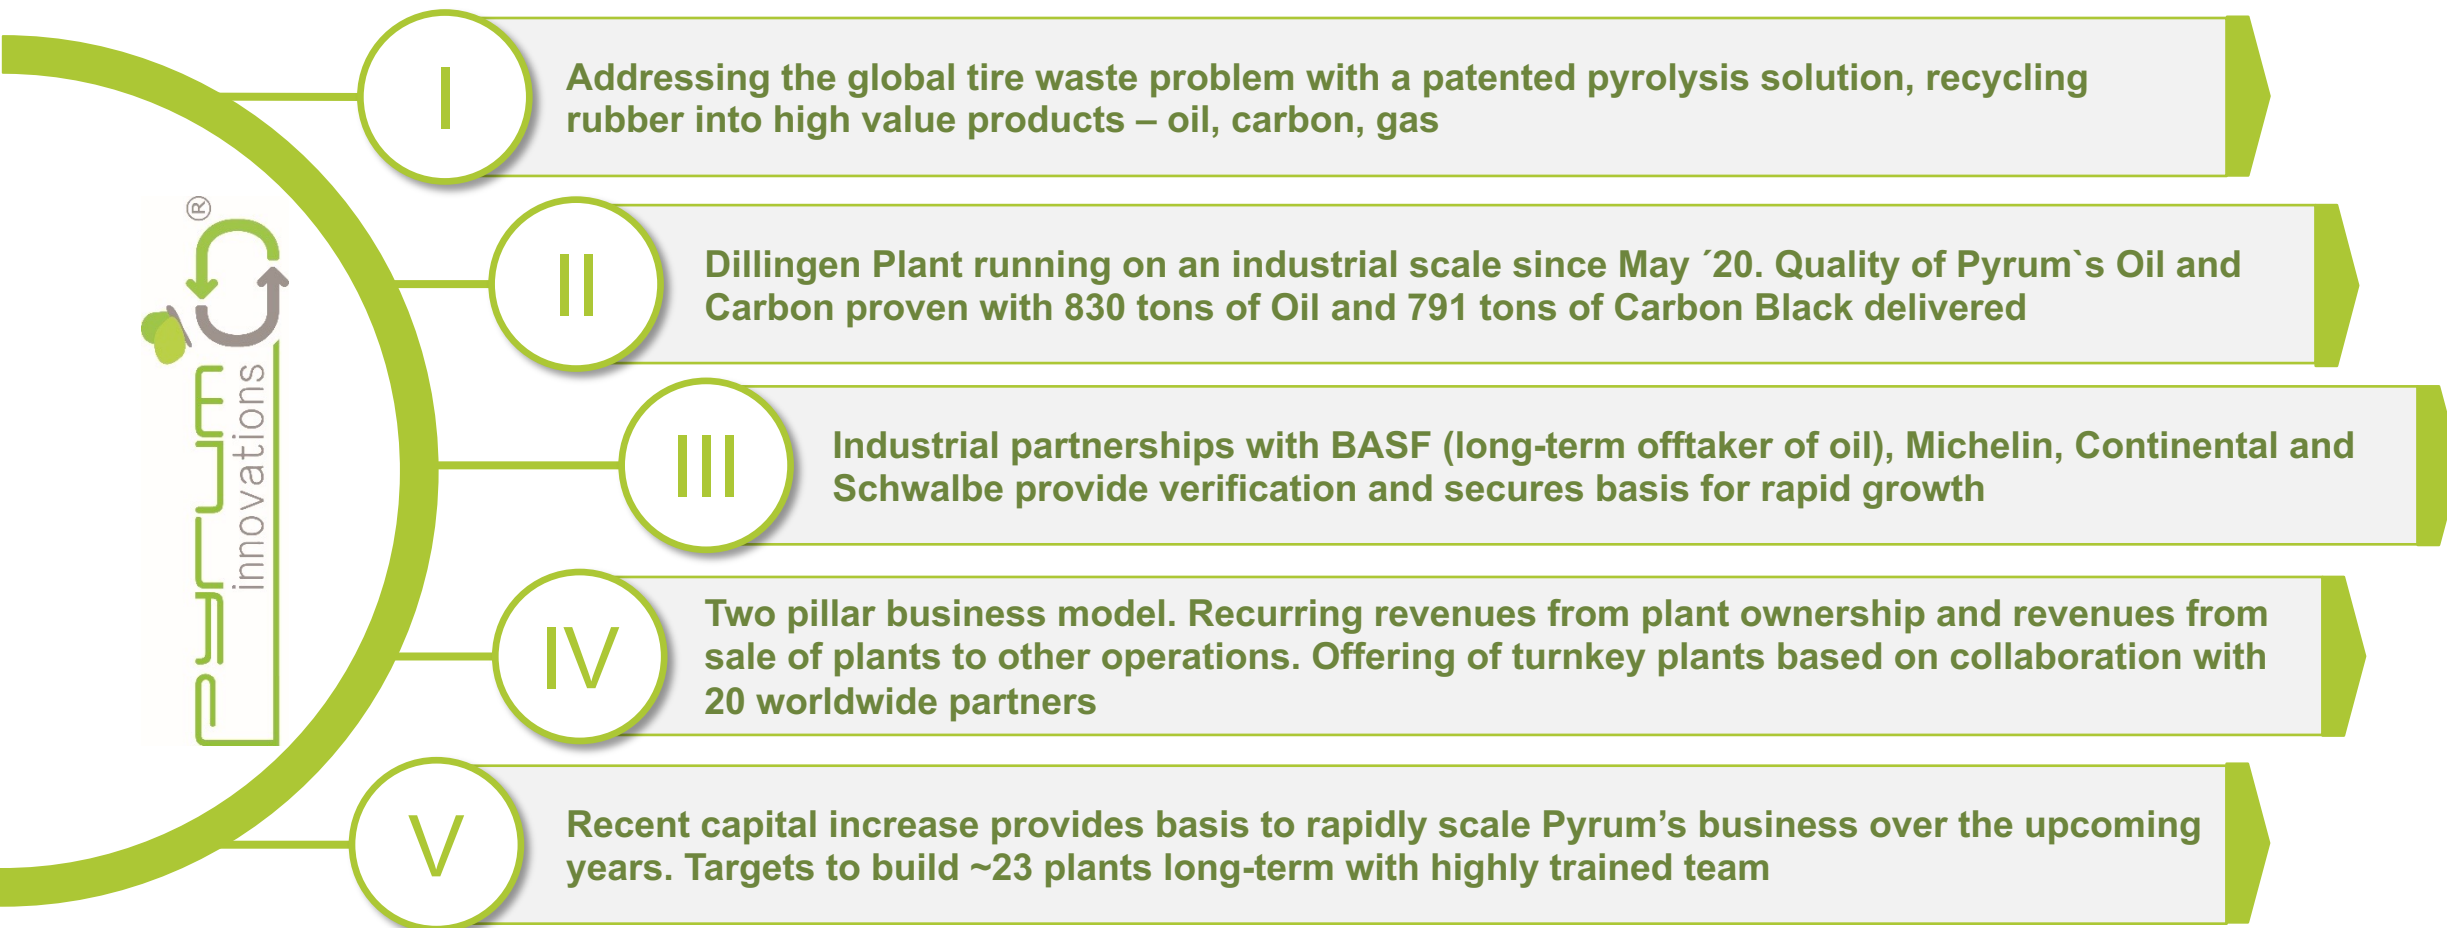 pyrum
innovations
®
I
Addressing the global tire waste problem with a patented pyrolysis solution, recycling
rubber into high value products – oil, carbon, gas
II
Dillingen Plant running on an industrial scale since May ´20. Quality of Pyrum`s Oil and
Carbon proven with 830 tons of Oil and 791 tons of Carbon Black delivered
III
Industrial partnerships with BASF (long-term offtaker of oil), Michelin, Continental and
Schwalbe provide verification and secures basis for rapid growth
IV
Two pillar business model. Recurring revenues from plant ownership and revenues from
sale of plants to other operations. Offering of turnkey plants based on collaboration with
20 worldwide partners
V
Recent capital increase provides basis to rapidly scale Pyrum’s business over the upcoming
years. Targets to build ~23 plants long-term with highly trained team